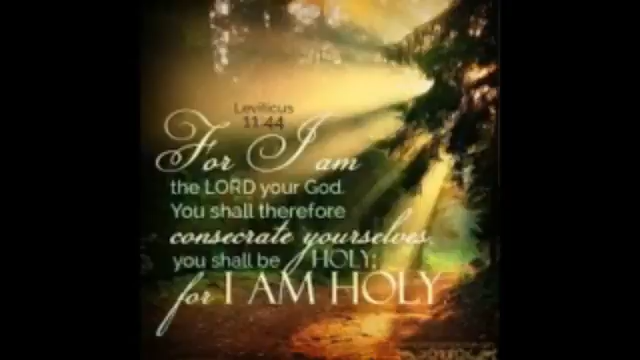 Leviticus
11:44
For I am
the LORD your God.
You shall therefore
consecrate yourselves,
you shall be HOLY;
for I AM HOLY